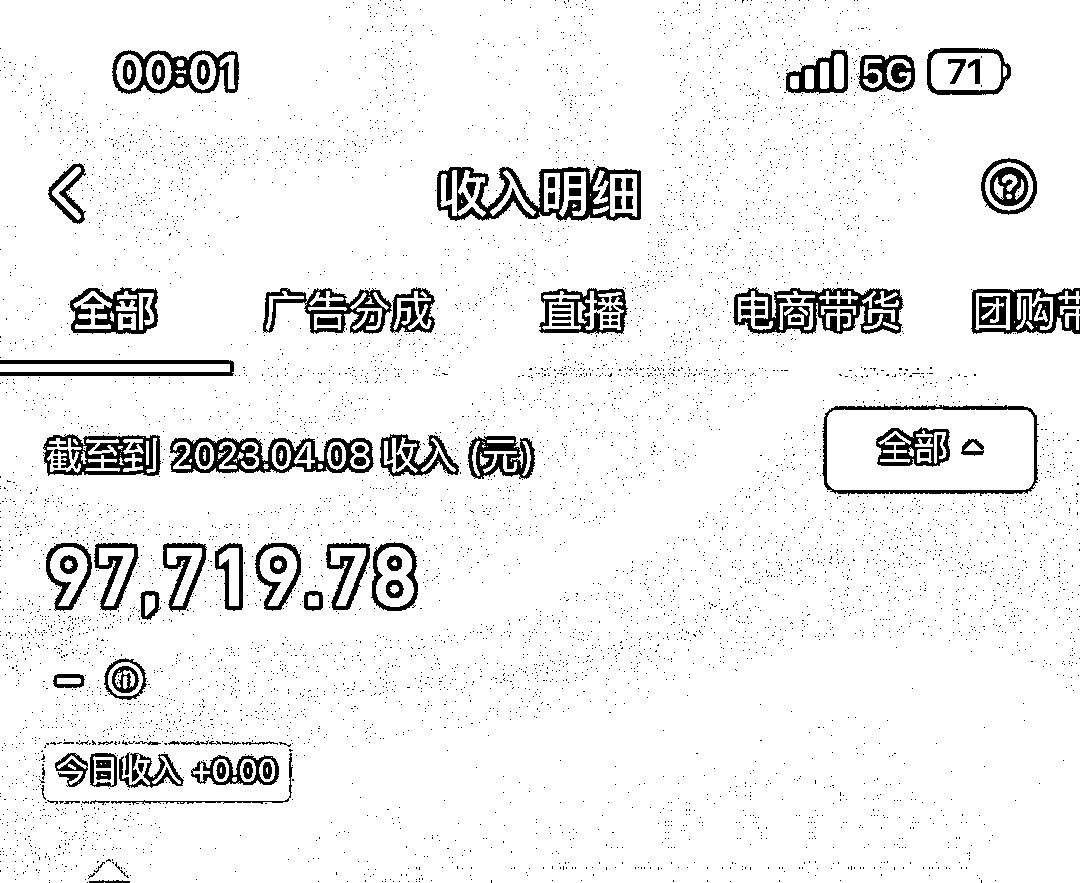 00:01 5G 71
收入明细
全部 广告分成 直播 电商带货 团购带
截至到 2023.04.08 收入 (元) 全部
97,719.78
今日收入 +0.00